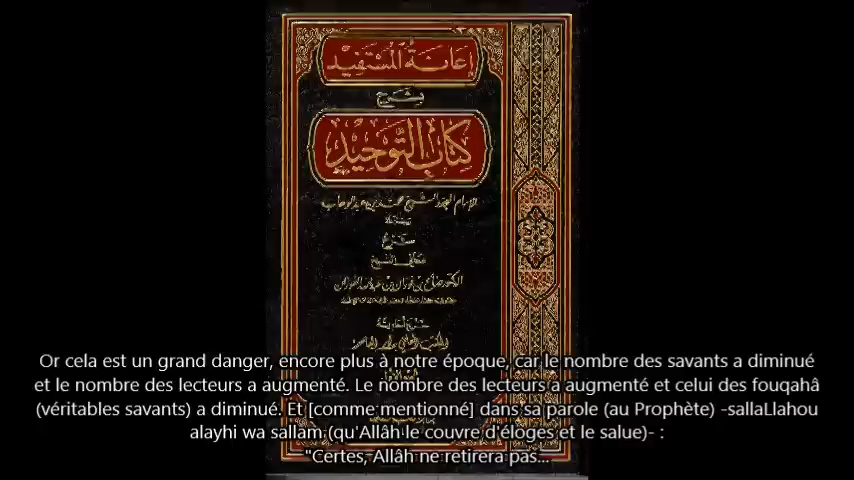 إعانة المستفيد
بشرح
كتاب التوحيد
Or cela est un grand danger, encore plus à notre époque, car le nombre des savants a diminué
et le nombre des lecteurs a augmenté. Le nombre des lecteurs a augmenté et celui des fouqahâ
(véritables savants) a diminué. Et [comme mentionné] dans sa parole (au Prophète) -sallaLlahou
alayhi wa sallam (qu'Allâh le couvre d'éloges et le salue)- :
"Certes, Allâh ne retirera pas...